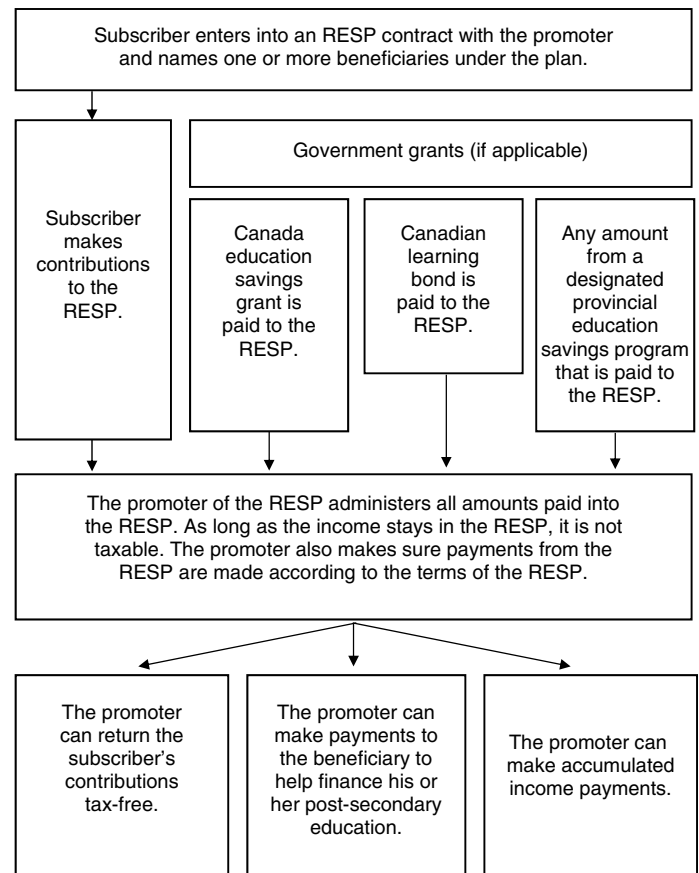 Subscriber enters into an RESP contract with the promoter
and names one or more beneficiaries under the plan.
Subscriber
makes
contributions
to the
RESP.
Government grants (if applicable)
Canada
education
savings
grant is
paid to the
RESP.
Canadian
learning
bond is
paid to the
RESP.
Any amount
from a
designated
provincial
education
savings program
that is paid to
the RESP.
The promoter of the RESP administers all amounts paid into
the RESP. As long as the income stays in the RESP, it is not
taxable. The promoter also makes sure payments from the
RESP are made according to the terms of the RESP.
The promoter
can return the
subscriber's
contributions
tax-free.
The promoter can
make payments to
the beneficiary to
help finance his or
her post-secondary
education.
The promoter can
make accumulated
income payments.